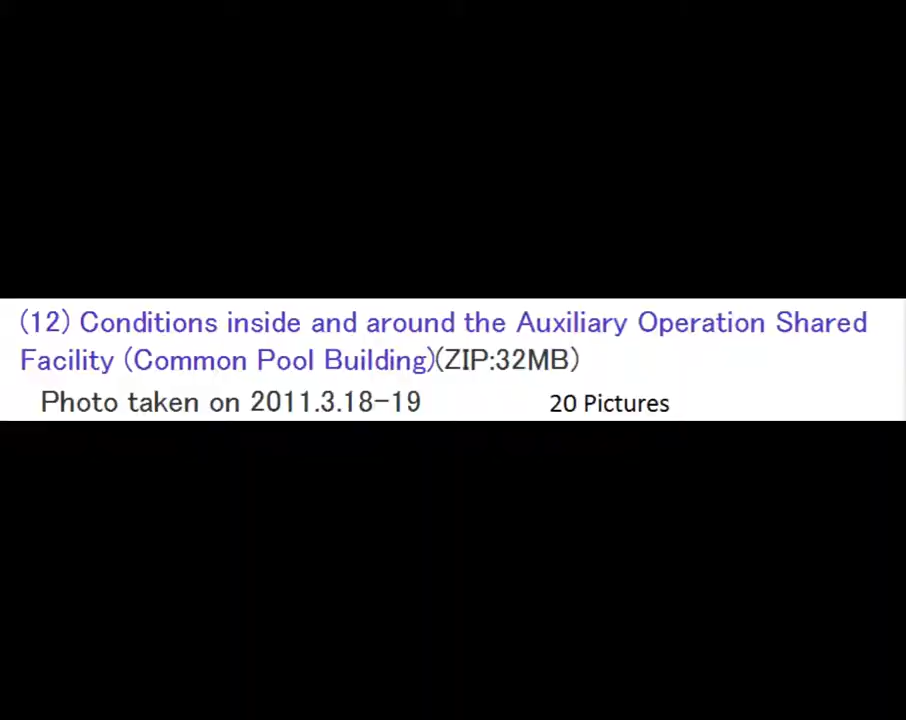 (12) Conditions inside and around the Auxiliary Operation Shared
Facility (Common Pool Building)(ZIP:32MB)
Photo taken on 2011.3.18-19 20 Pictures